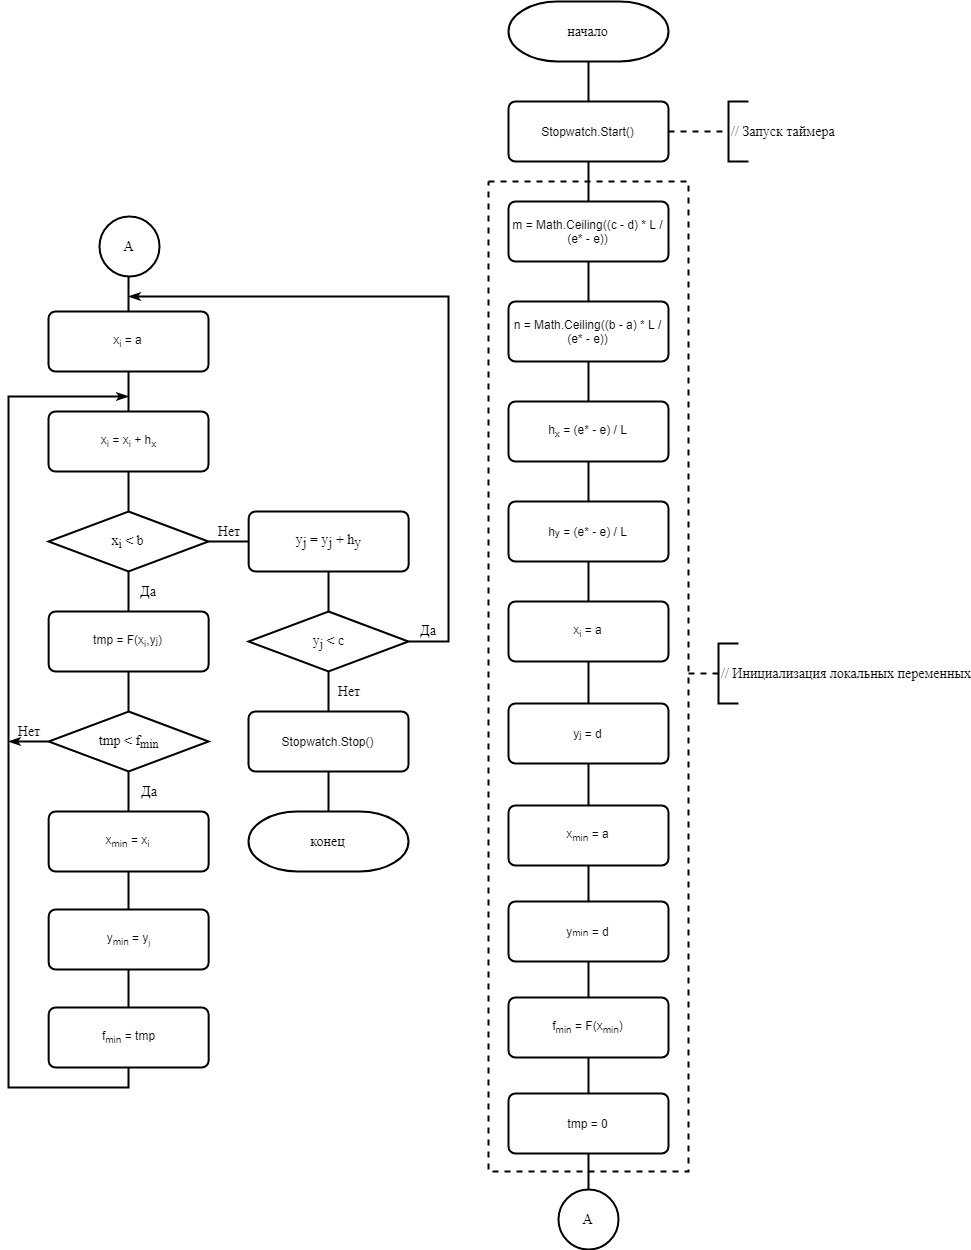 начало
Stopwatch.Start()
// Запуск таймера
m = Math.Ceiling((c - d) * L /
(e* - e))
n = Math.Ceiling((b - a) * L /
(e* - e))
hx = (e* - e) / L
hy = (e* - e) / L
xi = a
// Инициализация локальных переменных
yj = d
xmin = a
ymin = d
fmin = F(xmin)
tmp = 0
A
A
xi = a
xi = xi + hx
xi < b
Нет
yj = yj + hy
Да
tmp = F(xi,yj)
yj < c
Да
Нет
tmp < fmin
Нет
Stopwatch.Stop()
Да
xmin = xi
конец
ymin = yj
fmin = tmp